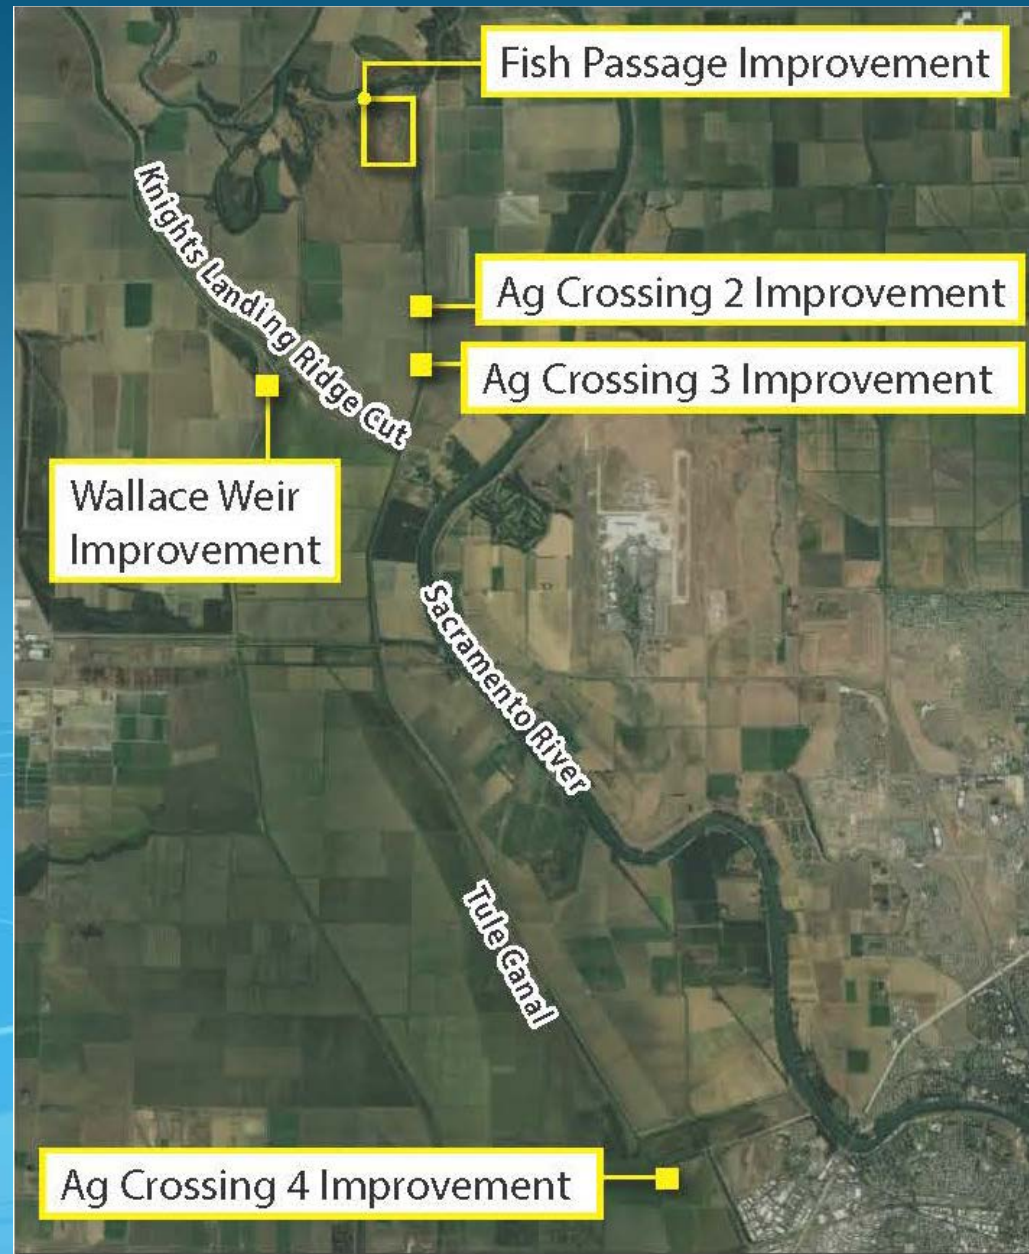 Fish Passage Improvement
Knights Landing Ridge Cut
Ag Crossing 2 Improvement
Ag Crossing 3 Improvement
Wallace Weir
Improvement
Sacramento River
Tule Canal
Ag Crossing 4 Improvement